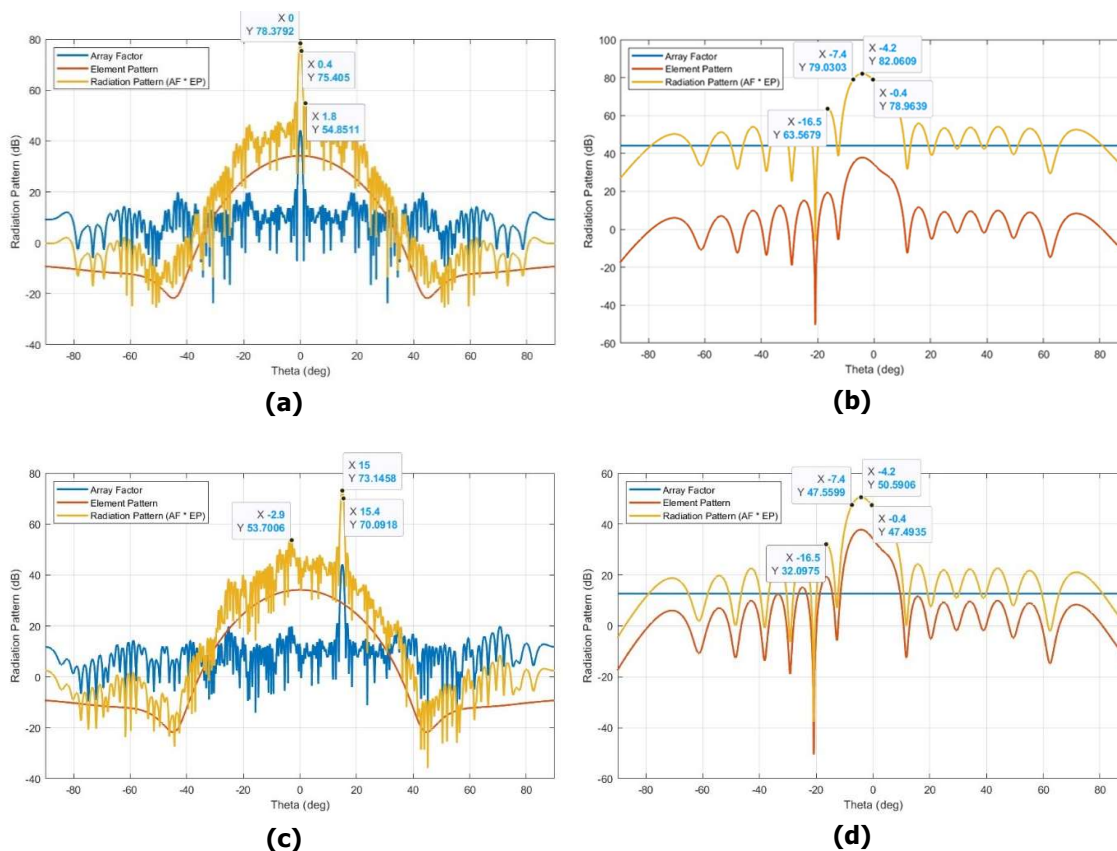 X 0
Y 78.3792
X 0.4
Y 75.405
X 1.8
Y 54.8511
Array Factor
Element Pattern
Radiation Pattern (AF * EP)
80
60
40
20
0
-20
-40
Radiation Pattern (dB)
-80
-60
-40
-20
0
20
40
60
80
Theta (deg)
(a)
X -7.4
Y 79.0303
X -4.2
Y 82.0609
X -0.4
Y 78.9639
X -16.5
Y 63.5679
Array Factor
Element Pattern
Radiation Pattern (AF * EP)
100
80
60
40
20
0
-20
-40
-60
Radiation Pattern (dB)
-80
-60
-40
-20
0
20
40
60
80
Theta (deg)
(b)
X 15
Y 73.1458
X 15.4
Y 70.0918
X -2.9
Y 53.7006
Array Factor
Element Pattern
Radiation Pattern (AF * EP)
80
60
40
20
0
-20
-40
Radiation Pattern (dB)
-80
-60
-40
-20
0
20
40
60
80
Theta (deg)
(c)
X -7.4
Y 47.5599
X -4.2
Y 50.5906
X -0.4
Y 47.4935
X -16.5
Y 32.0975
Array Factor
Element Pattern
Radiation Pattern (AF * EP)
60
40
20
0
-20
-40
-60
Radiation Pattern (dB)
-80
-60
-40
-20
0
20
40
60
80
Theta (deg)
(d)